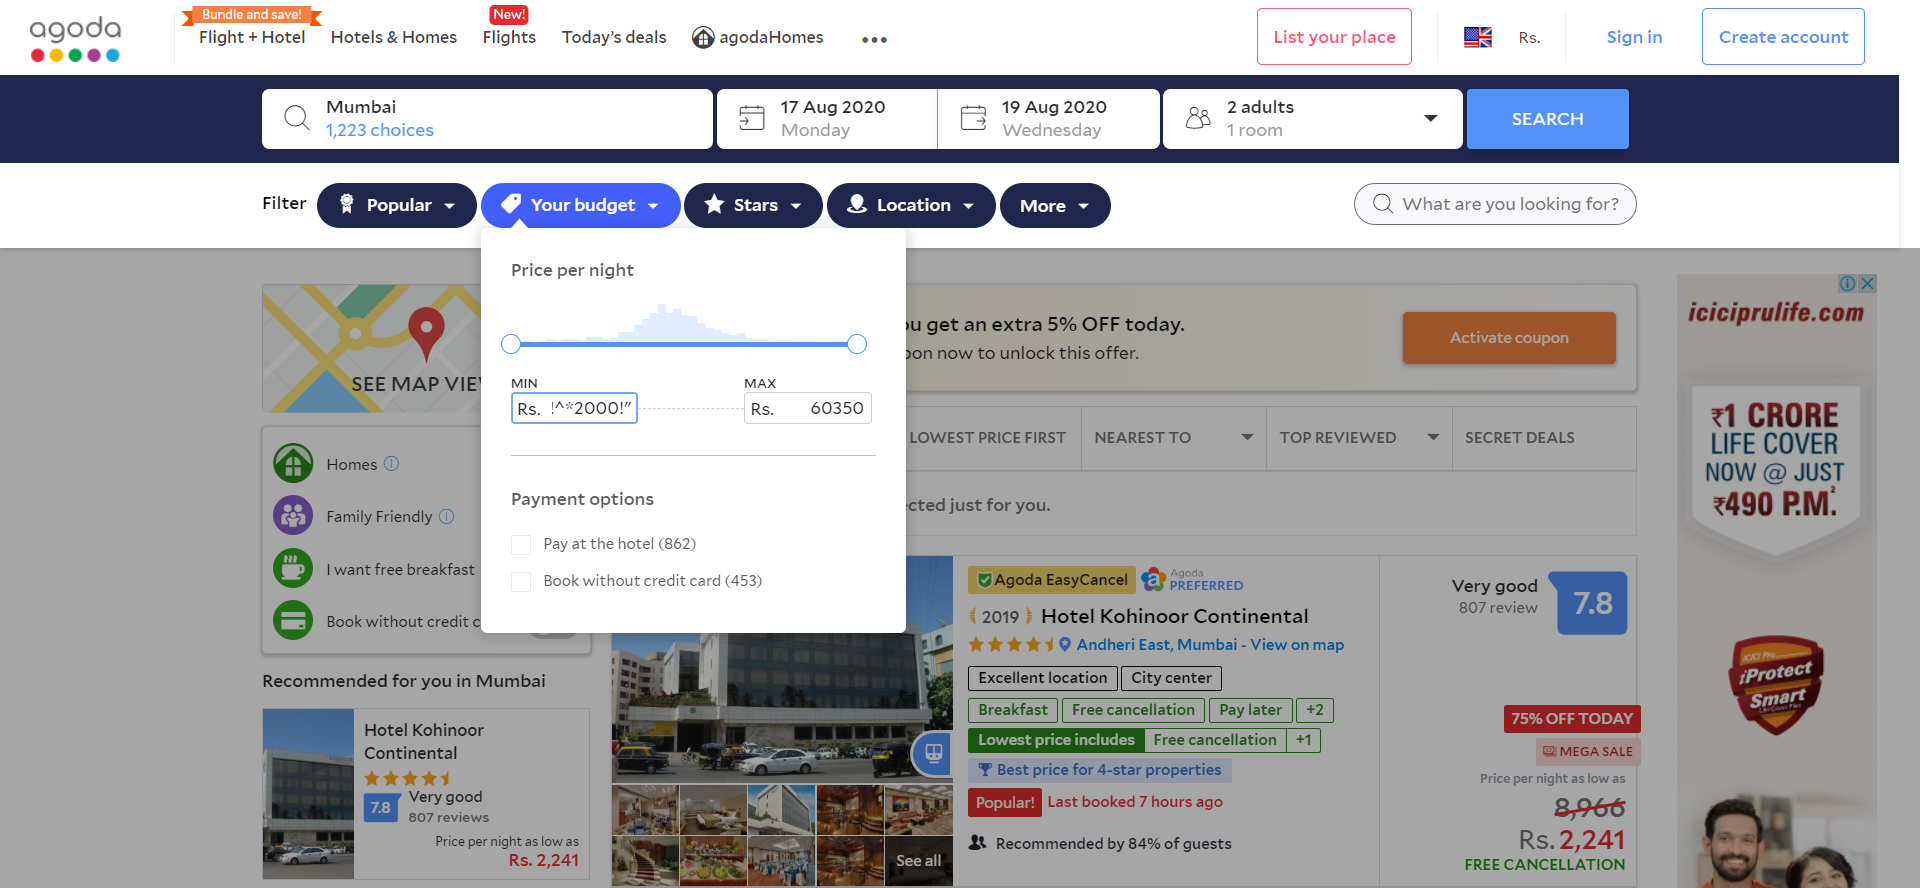 agoda
Bundle and save!
Flight + Hotel
Hotels & Homes
New!
Flights
Today's deals
agodaHomes
List your place
Rs.
Sign in
Create account
Mumbai
1,223 choices
17 Aug 2020
Monday
19 Aug 2020
Wednesday
2 adults
1 room
SEARCH
Filter
Popular
Your budget
Stars
Location
More
What are you looking for?
Price per night
MIN
Rs. !^*2000!"
MAX
Rs. 60350
Payment options
Pay at the hotel (862)
Book without credit card (453)
SEE MAP VIE
Homes
Family Friendly
I want free breakfast
Book without credit c
Recommended for you in Mumbai
Hotel Kohinoor
Continental
7.8
Very good
807 reviews
Price per night as low as
Rs. 2,241
u get an extra 5% OFF today.
pon now to unlock this offer.
Activate coupon
LOWEST PRICE FIRST
NEAREST TO
TOP REVIEWED
SECRET DEALS
cted just for you.
See all
Agoda EasyCancel
Agoda
PREFERRED
2019
Hotel Kohinoor Continental
Andheri East, Mumbai - View on map
Excellent location
City center
Breakfast
Free cancellation
Pay later
+2
Lowest price includes
Free cancellation
+1
Best price for 4-star properties
Popular!
Last booked 7 hours ago
Recommended by 84% of guests
Very good
807 review
7.8
75% OFF TODAY
MEGA SALE
Price per night as low as
8,966
Rs. 2,241
FREE CANCELLATION
iciciprulife.com
₹1 CRORE
LIFE COVER
NOW @ JUST
₹490 P.M.²
ICICI Pru
iProtect
Smart